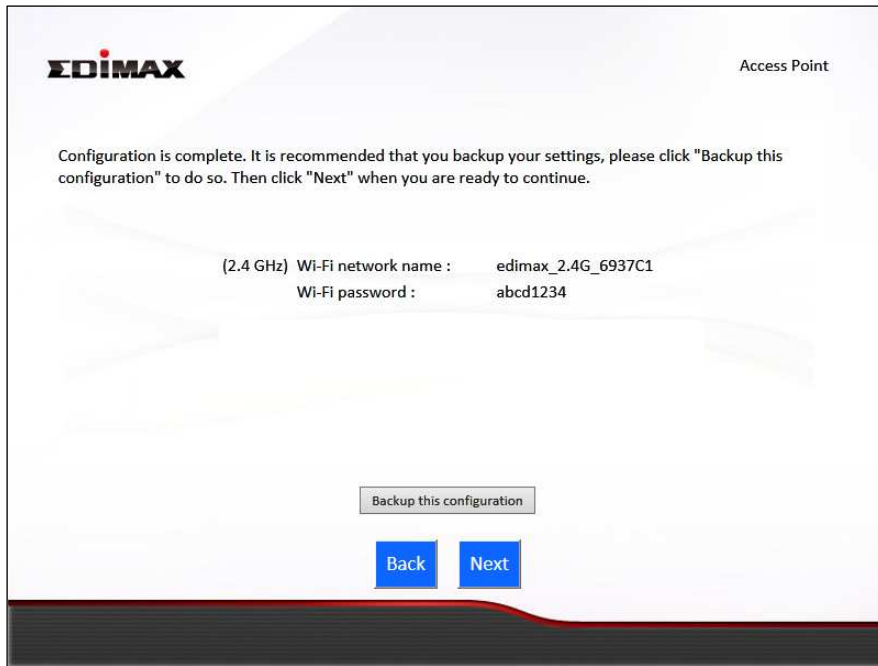 EDIMAX
Access Point
Configuration is complete. It is recommended that you backup your settings, please click "Backup this
configuration" to do so. Then click "Next" when you are ready to continue.
(2.4 GHz) Wi-Fi network name : edimax_2.4G_6937C1
Wi-Fi password : abcd1234
Backup this configuration
Back Next